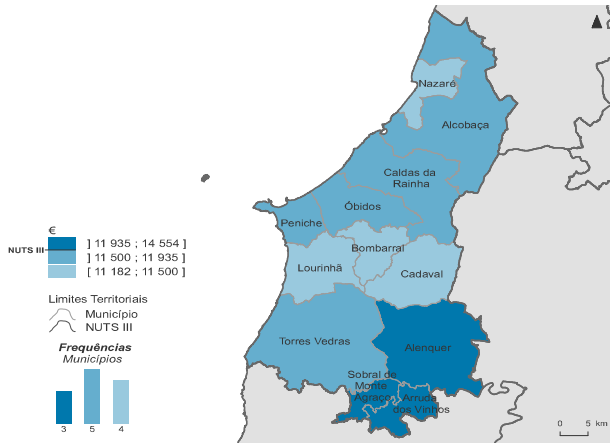 Nazaré
Alcobaça
Caldas da
Rainha
Óbidos
Peniche
Bombarral
Lourinhã
Cadaval
Torres Vedras
Alenquer
Sobral de
Monte
Agraço
Arruda
dos Vinhos
€
NUTS III
] 11 935 ; 14 554 ]
] 11 500 ; 11 935 ]
[ 11 182 ; 11 500 ]
Limites Territoriais
Município
NUTS III
Frequências
Municípios
3 5 4
0 5 km